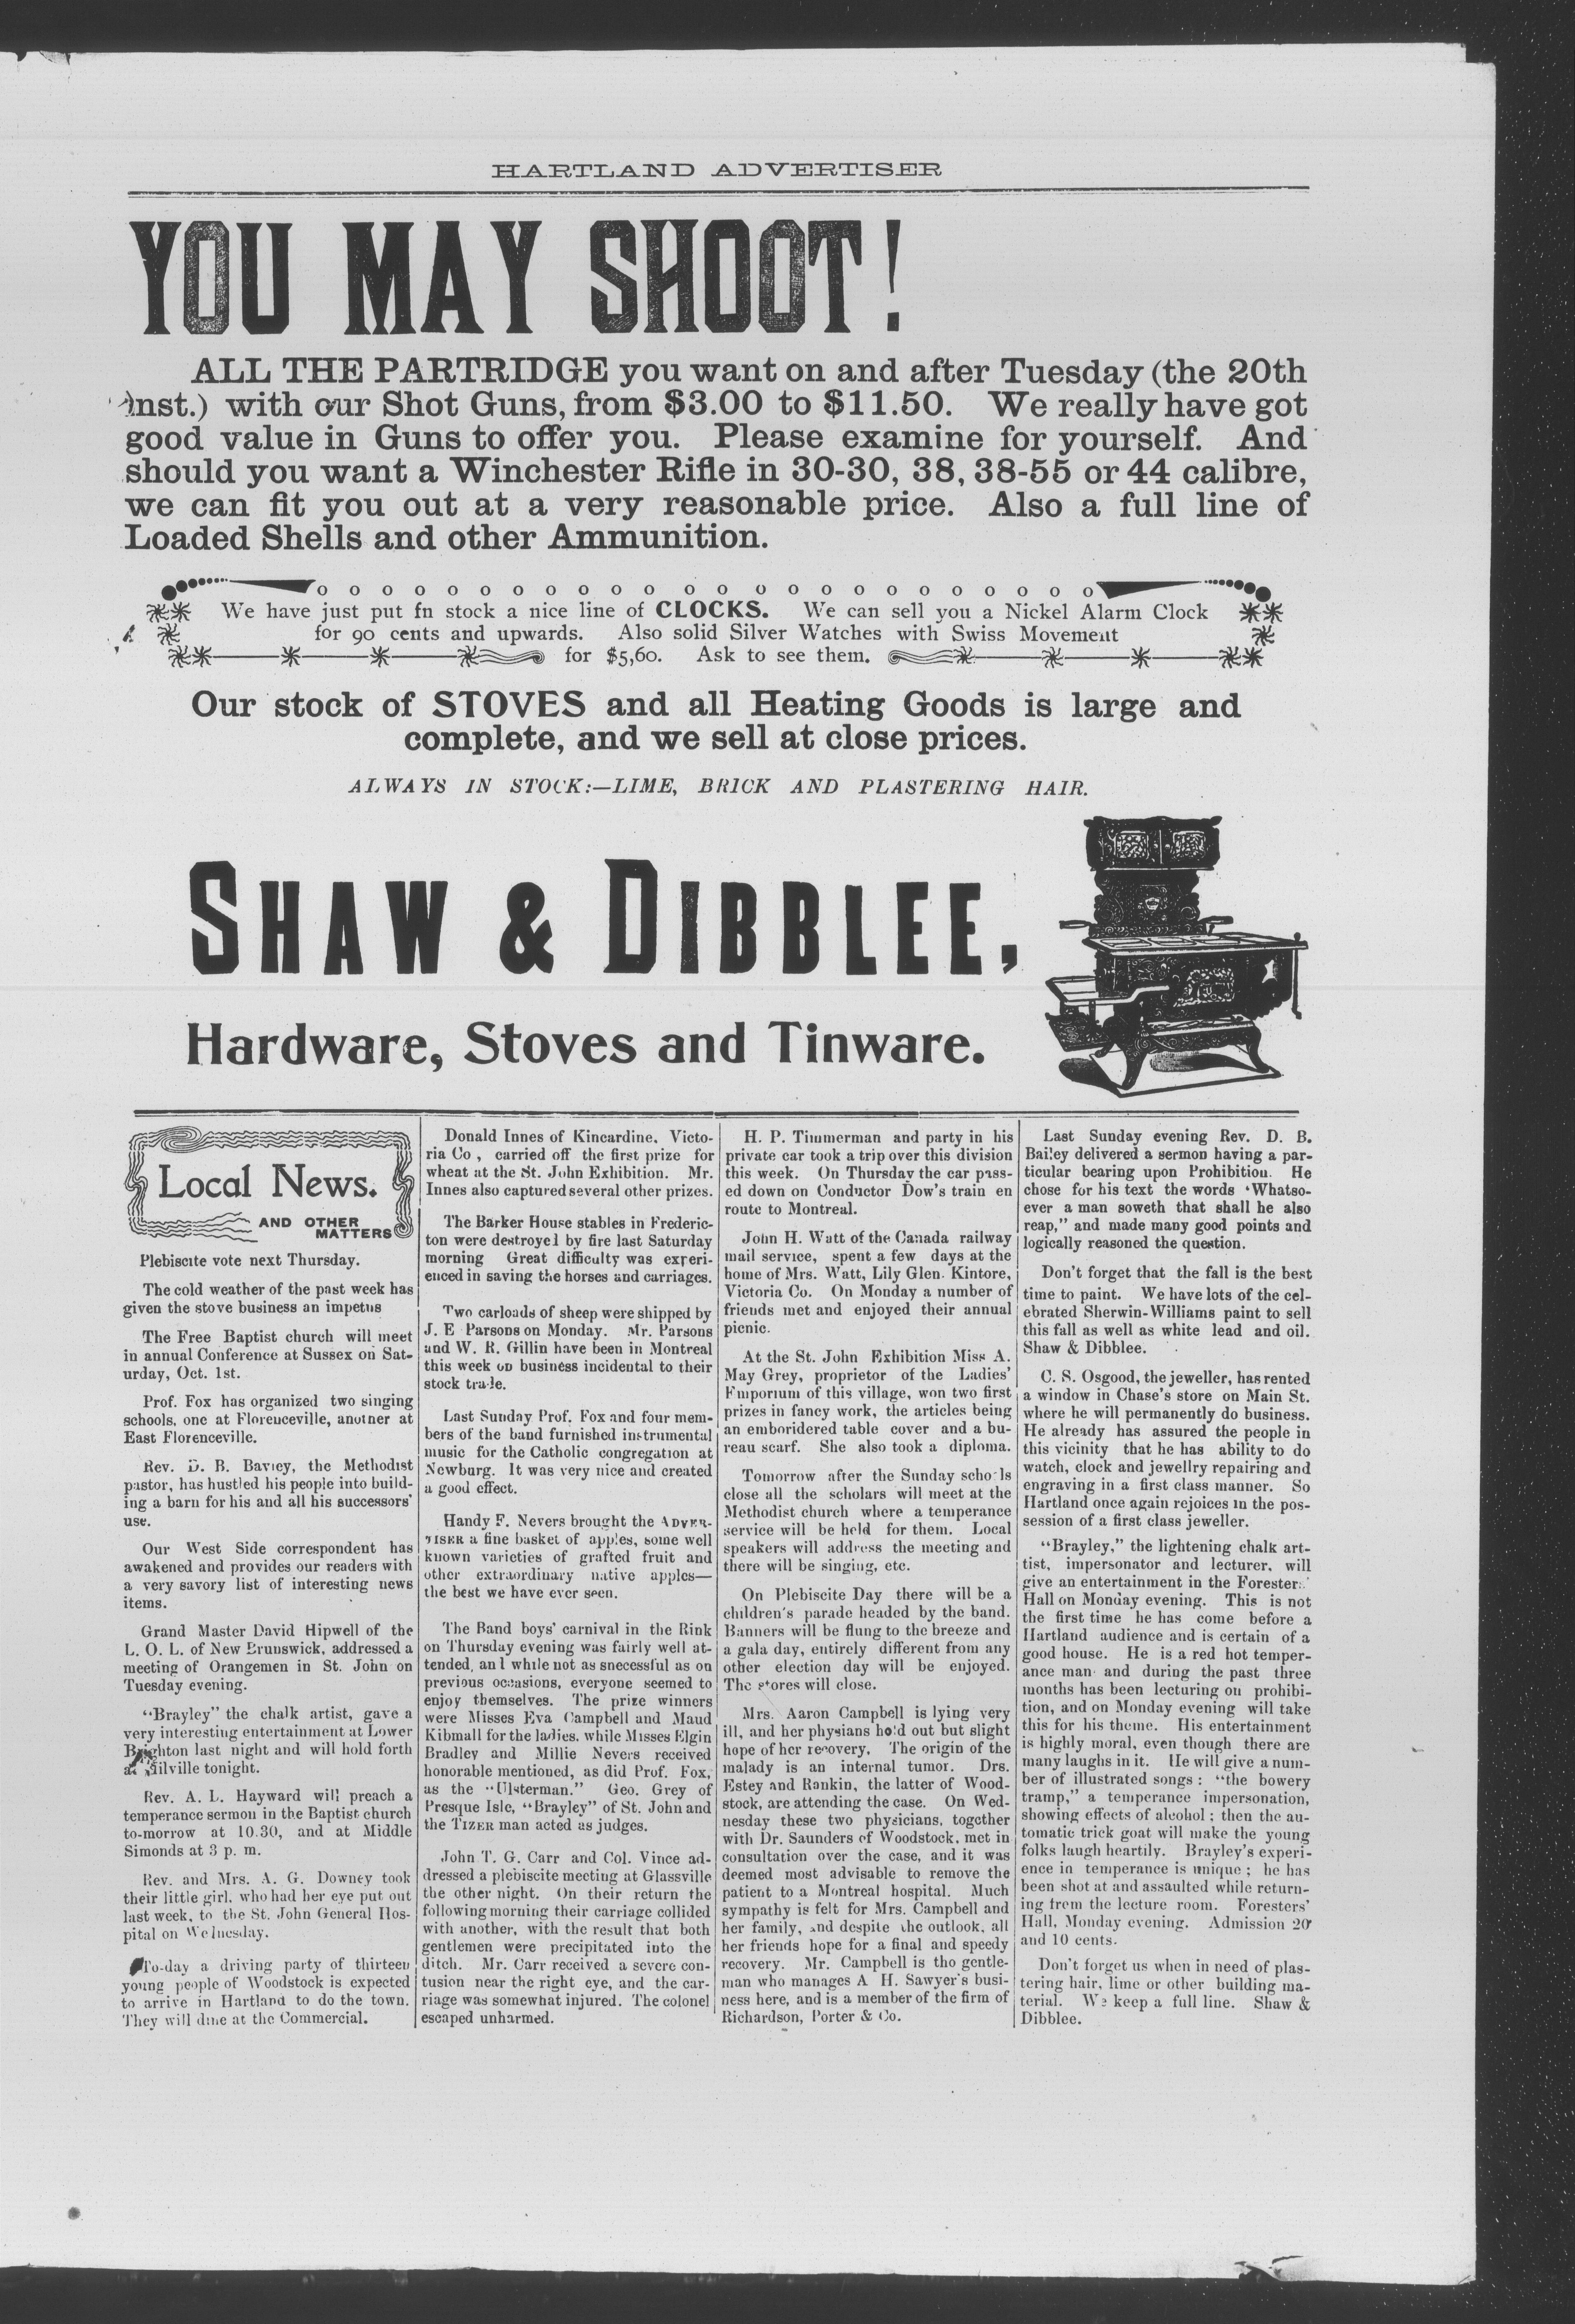 HARTLAND ADVERTISER
YOU MAY SHOOT!
ALL THE PARTRIDGE you want on and after Tuesday (the 20th
inst.) with our Shot Guns, from $3.00 to $11.50. We really have got
good value in Guns to offer you. Please examine for yourself. And
should you want a Winchester Rifle in 30-30, 38, 38-55 or 44 calibre,
we can fit you out at a very reasonable price. Also a full line of
Loaded Shells and other Ammunition.
We have just put fn stock a nice line of CLOCKS. We can sell you a Nickel Alarm Clock
for 90 cents and upwards. Also solid Silver Watches with Swiss Movement
for $5,60. Ask to see them.
Our stock of STOVES and all Heating Goods is large and
complete, and we sell at close prices.
ALWAYS IN STOCK:—LIME, BRICK AND PLASTERING HAIR.
SHAW & DIBBLEE,
Hardware, Stoves and Tinware.
Local News.
AND OTHER
MATTERS
Plebiscite vote next Thursday.
The cold weather of the past week has
given the stove business an impetus
The Free Baptist church will meet
in annual Conference at Sussex on Sat-
urday, Oct. 1st.
Prof. Fox has organized two singing
schools, one at Florenceville, another at
East Florenceville.
Rev. D. B. Bayley, the Methodist
pastor, has hustled his people into build-
ing a barn for his and all his successors'
use.
Our West Side correspondent has
awakened and provides our readers with
a very savory list of interesting news
items.
Grand Master David Hipwell of the
L. O. L. of New Brunswick, addressed a
meeting of Orangemen in St. John on
Tuesday evening.
"Brayley" the chalk artist, gave a
very interesting entertainment at Lower
Brighton last night and will hold forth
at tonight.
Rev. A. L. Hayward will preach a
temperance sermon in the Baptist church
to-morrow at 10.30, and at Middle
Simonds at 3 p. m.
Rev. and Mrs. A. G. Downey took
their little girl, who had her eye put out
last week, to the St. John General Hos-
pital on Wednesday.
To-day a driving party of thirteen
young people of Woodstock is expected
to arrive in Hartland to do the town.
They will dine at the Commercial.
Donald Innes of Kincardine, Victo-
ria Co , carried off the first prize for
wheat at the St. John Exhibition. Mr.
Innes also captured several other prizes.
The Barker House stables in Frederic-
ton were destroyed by fire last Saturday
morning Great difficulty was experi-
enced in saving the horses and carriages.
Two carloads of sheep were shipped by
J. E Parsons on Monday. Mr. Parsons
and W. R. Gillin have been in Montreal
this week on business incidental to their
stock trade.
Last Sunday Prof. Fox and four mem-
bers of the band furnished instrumental
music for the Catholic congregation at
Newburg. It was very nice and created
a good effect.
Handy F. Nevers brought the ADVER-
TISER a fine basket of apples, some well
known varieties of grafted fruit and
other extraordinary native apples—
the best we have ever seen.
The Band boys' carnival in the Rink
on Thursday evening was fairly well at-
tended, and while not as snecessful as on
previous occasions, everyone seemed to
enjoy themselves. The prize winners
were Misses Eva Campbell and Maud
Kibmall for the ladies, while Misses Elgin
Bradley and Millie Nevers received
honorable mentioned, as did Prof. Fox,
as the "Ulsterman." Geo. Grey of
Presque Isle, "Brayley" of St. John and
the TIZER man acted as judges.
John T. G. Carr and Col. Vince ad-
dressed a plebiscite meeting at Glassville
the other night. On their return the
following morning their carriage collided
with another, with the result that both
gentlemen were precipitated into the
ditch. Mr. Carr received a severe con-
tusion near the right eye, and the car-
riage was somewhat injured. The colonel
escaped unharmed.
H. P. Timmerman and party in his
private car took a trip over this division
this week. On Thursday the car pass-
ed down on Conductor Dow's train en
route to Montreal.
John H. Watt of the Canada railway
mail service, spent a few days at the
home of Mrs. Watt, Lily Glen. Kintore,
Victoria Co. On Monday a number of
friends met and enjoyed their annual
picnic.
At the St. John Exhibition Miss A.
May Grey, proprietor of the Ladies'
Emporium of this village, won two first
prizes in fancy work, the articles being
an emboridered table cover and a bu-
reau scarf. She also took a diploma.
Tomorrow after the Sunday schools
close all the scholars will meet at the
Methodist church where a temperance
service will be held for them. Local
speakers will address the meeting and
there will be singing, etc.
On Plebiscite Day there will be a
children's parade headed by the band.
Banners will be flung to the breeze and
a gala day, entirely different from any
other election day will be enjoyed.
The stores will close.
Mrs. Aaron Campbell is lying very
ill, and her physians hold out but slight
hope of her recovery. The origin of the
malady is an internal tumor. Drs.
Estey and Rankin, the latter of Wood-
stock, are attending the case. On Wed-
nesday these two physicians, together
with Dr. Saunders of Woodstock, met in
consultation over the case, and it was
deemed most advisable to remove the
patient to a Montreal hospital. Much
sympathy is felt for Mrs. Campbell and
her family, and despite the outlook, all
her friends hope for a final and speedy
recovery. Mr. Campbell is the gentle-
man who manages A H. Sawyer's busi-
ness here, and is a member of the firm of
Richardson, Porter & Co.
Last Sunday evening Rev. D. B.
Bailey delivered a sermon having a par-
ticular bearing upon Prohibition. He
chose for his text the words 'Whatso-
ever a man soweth that shall he also
reap," and made many good points and
logically reasoned the question.
Don't forget that the fall is the best
time to paint. We have lots of the cel-
ebrated Sherwin-Williams paint to sell
this fall as well as white lead and oil.
Shaw & Dibblee.
C. S. Osgood, the jeweller, has rented
a window in Chase's store on Main St.
where he will permanently do business.
He already has assured the people in
this vicinity that he has ability to do
watch, clock and jewellry repairing and
engraving in a first class manner. So
Hartland once again rejoices in the pos-
session of a first class jeweller.
"Brayley," the lightening chalk art-
tist, impersonator and lecturer, will
give an entertainment in the Foresters'
Hall on Monday evening. This is not
the first time he has come before a
Hartland audience and is certain of a
good house. He is a red hot temper-
ance man and during the past three
months has been lecturing on prohibi-
tion, and on Monday evening will take
this for his theme. His entertainment
is highly moral, even though there are
many laughs in it. He will give a num-
ber of illustrated songs : "the bowery
tramp," a temperance impersonation,
showing effects of alcohol ; then the au-
tomatic trick goat will make the young
folks laugh heartily. Brayley's experi-
ence in temperance is unique ; he has
been shot at and assaulted while return-
ing from the lecture room. Foresters'
Hall, Monday evening. Admission 20
and 10 cents.
Don't forget us when in need of plas-
tering hair, lime or other building ma-
terial. We keep a full line. Shaw &
Dibblee.